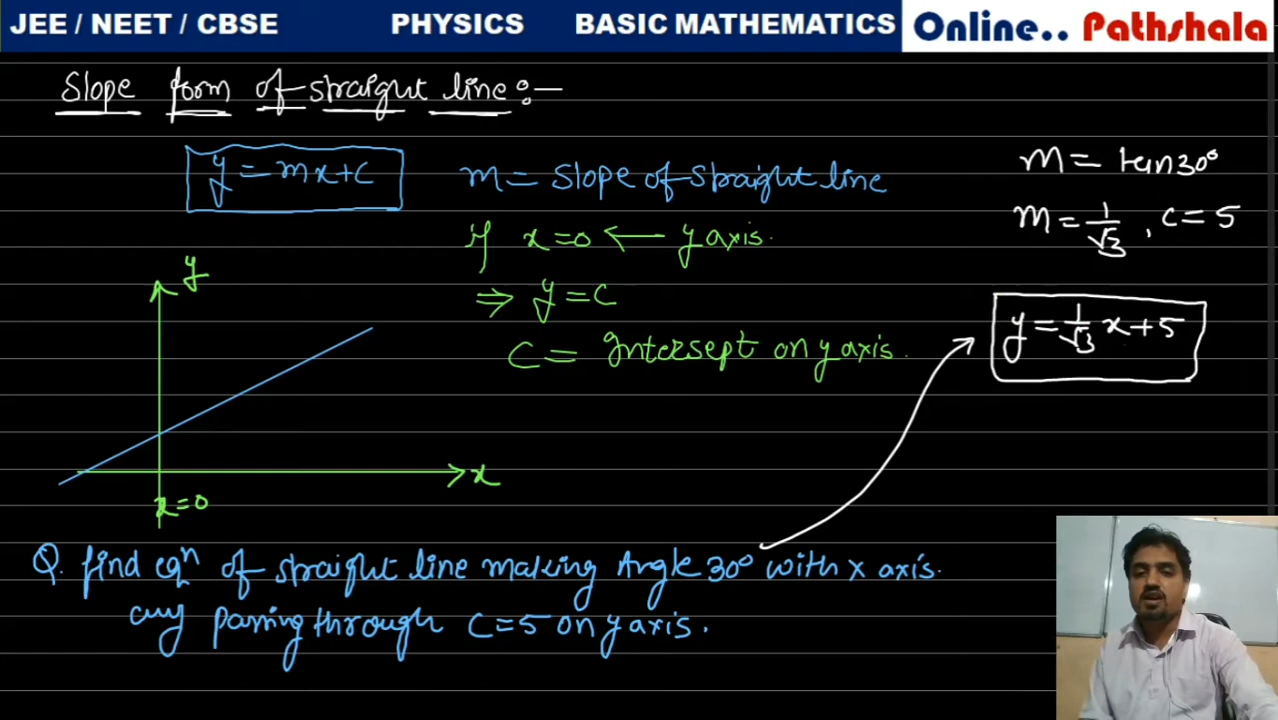 JEE / NEET / CBSE PHYSICS BASIC MATHEMATICS Online.. Pathshala
Slope form of straight line:-
y = mx+c
m = Slope of straight line
if x=0 ← y axis.
⇒ y = c
c = Intersept on y axis.
y
x
x=0
m = tan30°
m = 1/√3, c = 5
y = 1/√3 x + 5
Q. find eqn of straight line making Angle 30° with x axis.
passing through c=5 on y axis.